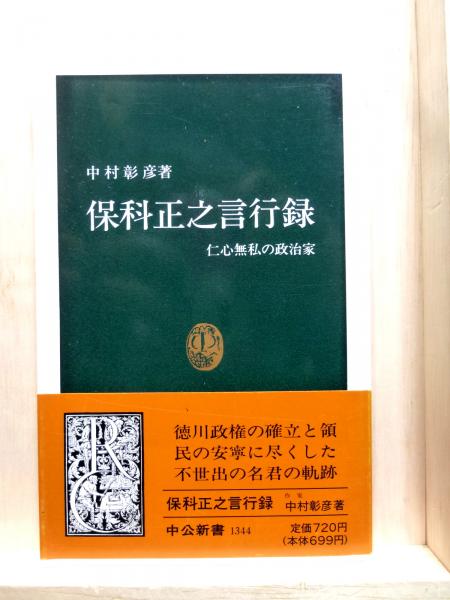 中村彰彦著
保科正之言行録
仁心無私の政治家
徳川政権の確立と領
民の安寧に尽くした
不世出の名君の軌跡
保科正之言行録
作家
中村彰彦著
中公新書 1344
定価720円
(本体699円)
R
C